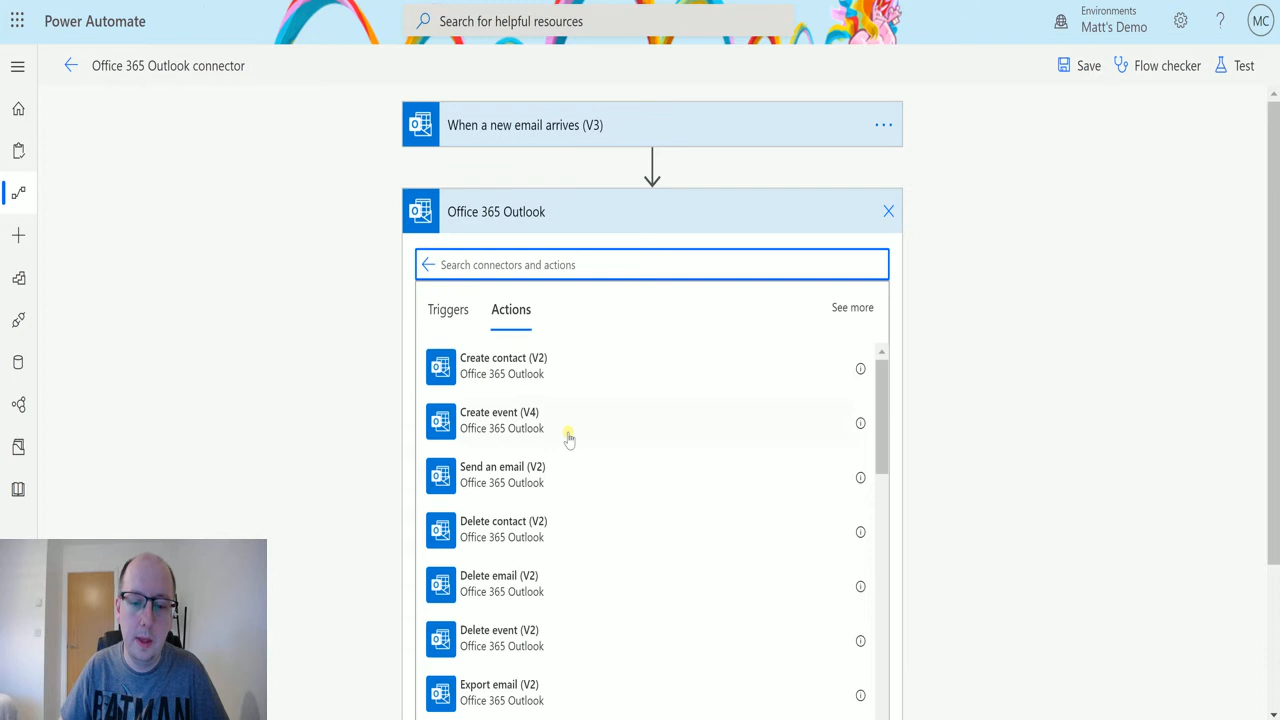 Power Automate
Search for helpful resources
Environments
Matt's Demo
MC
Office 365 Outlook connector
Save
Flow checker
Test
When a new email arrives (V3)
Office 365 Outlook
Search connectors and actions
Triggers
Actions
See more
Create contact (V2)
Office 365 Outlook
Create event (V4)
Office 365 Outlook
Send an email (V2)
Office 365 Outlook
Delete contact (V2)
Office 365 Outlook
Delete email (V2)
Office 365 Outlook
Delete event (V2)
Office 365 Outlook
Export email (V2)
Office 365 Outlook
BATMAN